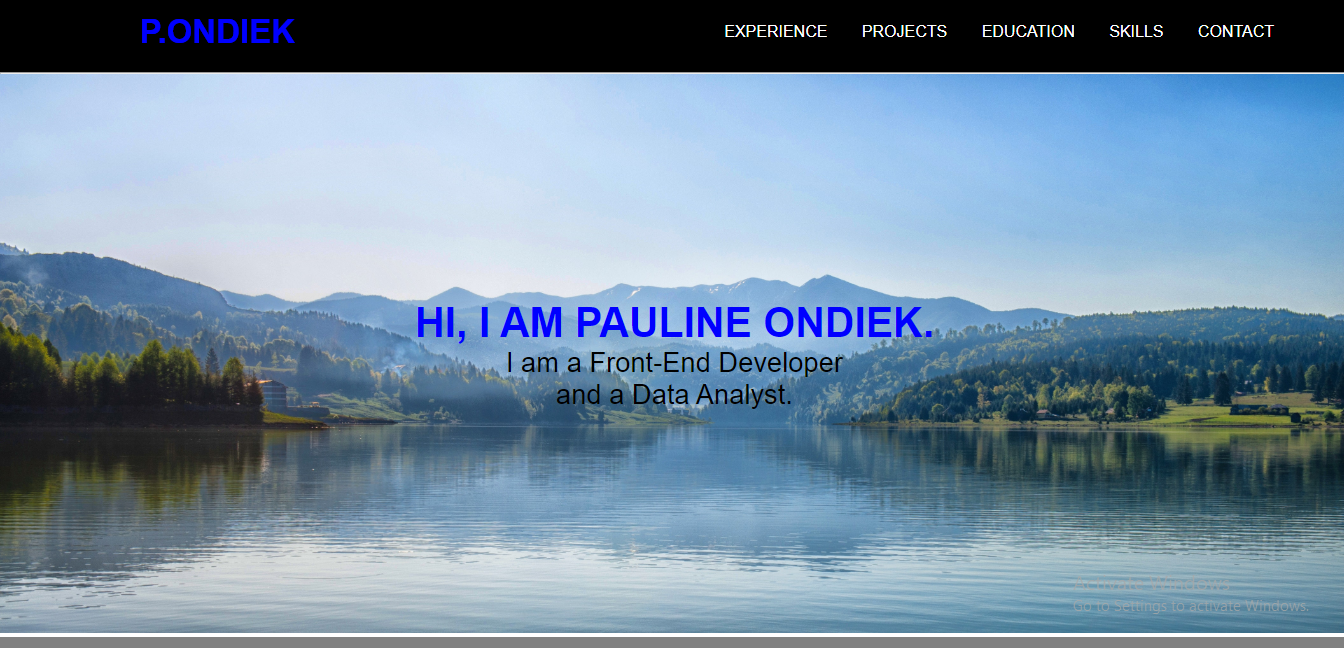 P.ONDIEK
EXPERIENCE PROJECTS EDUCATION SKILLS CONTACT
HI, I AM PAULINE ONDIEK.
I am a Front-End Developer
and a Data Analyst.
Activate Windows
Go to Settings to activate Windows.